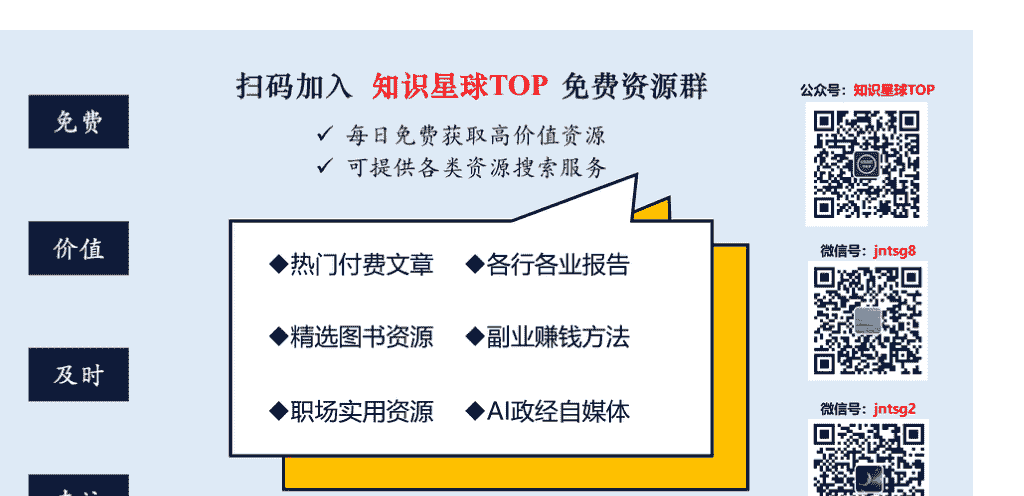 扫码加入 知识星球TOP 免费资源群
✓ 每日免费获取高价值资源
✓ 可提供各类资源搜索服务
免费
价值
及时
◆热门付费文章 ◆各行各业报告
◆精选图书资源 ◆副业赚钱方法
◆职场实用资源 ◆AI政经自媒体
公众号：知识星球TOP
微信号：jntsg8
微信号：jntsg2